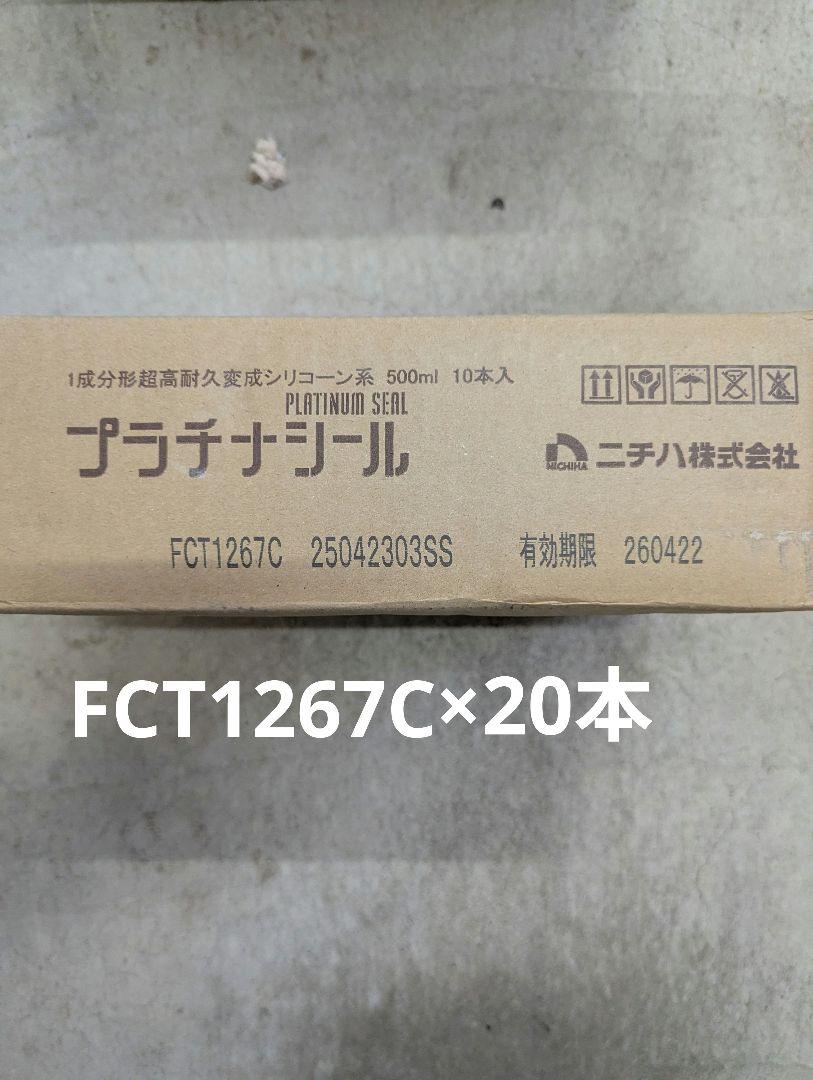 1成分形超高耐久変成シリコーン系 500ml 10本入
PLATINUM SEAL
プラチナシール
NICHIHA ニチハ株式会社
FCT1267C 25042303SS 有効期限 260422
FCT1267C×20本